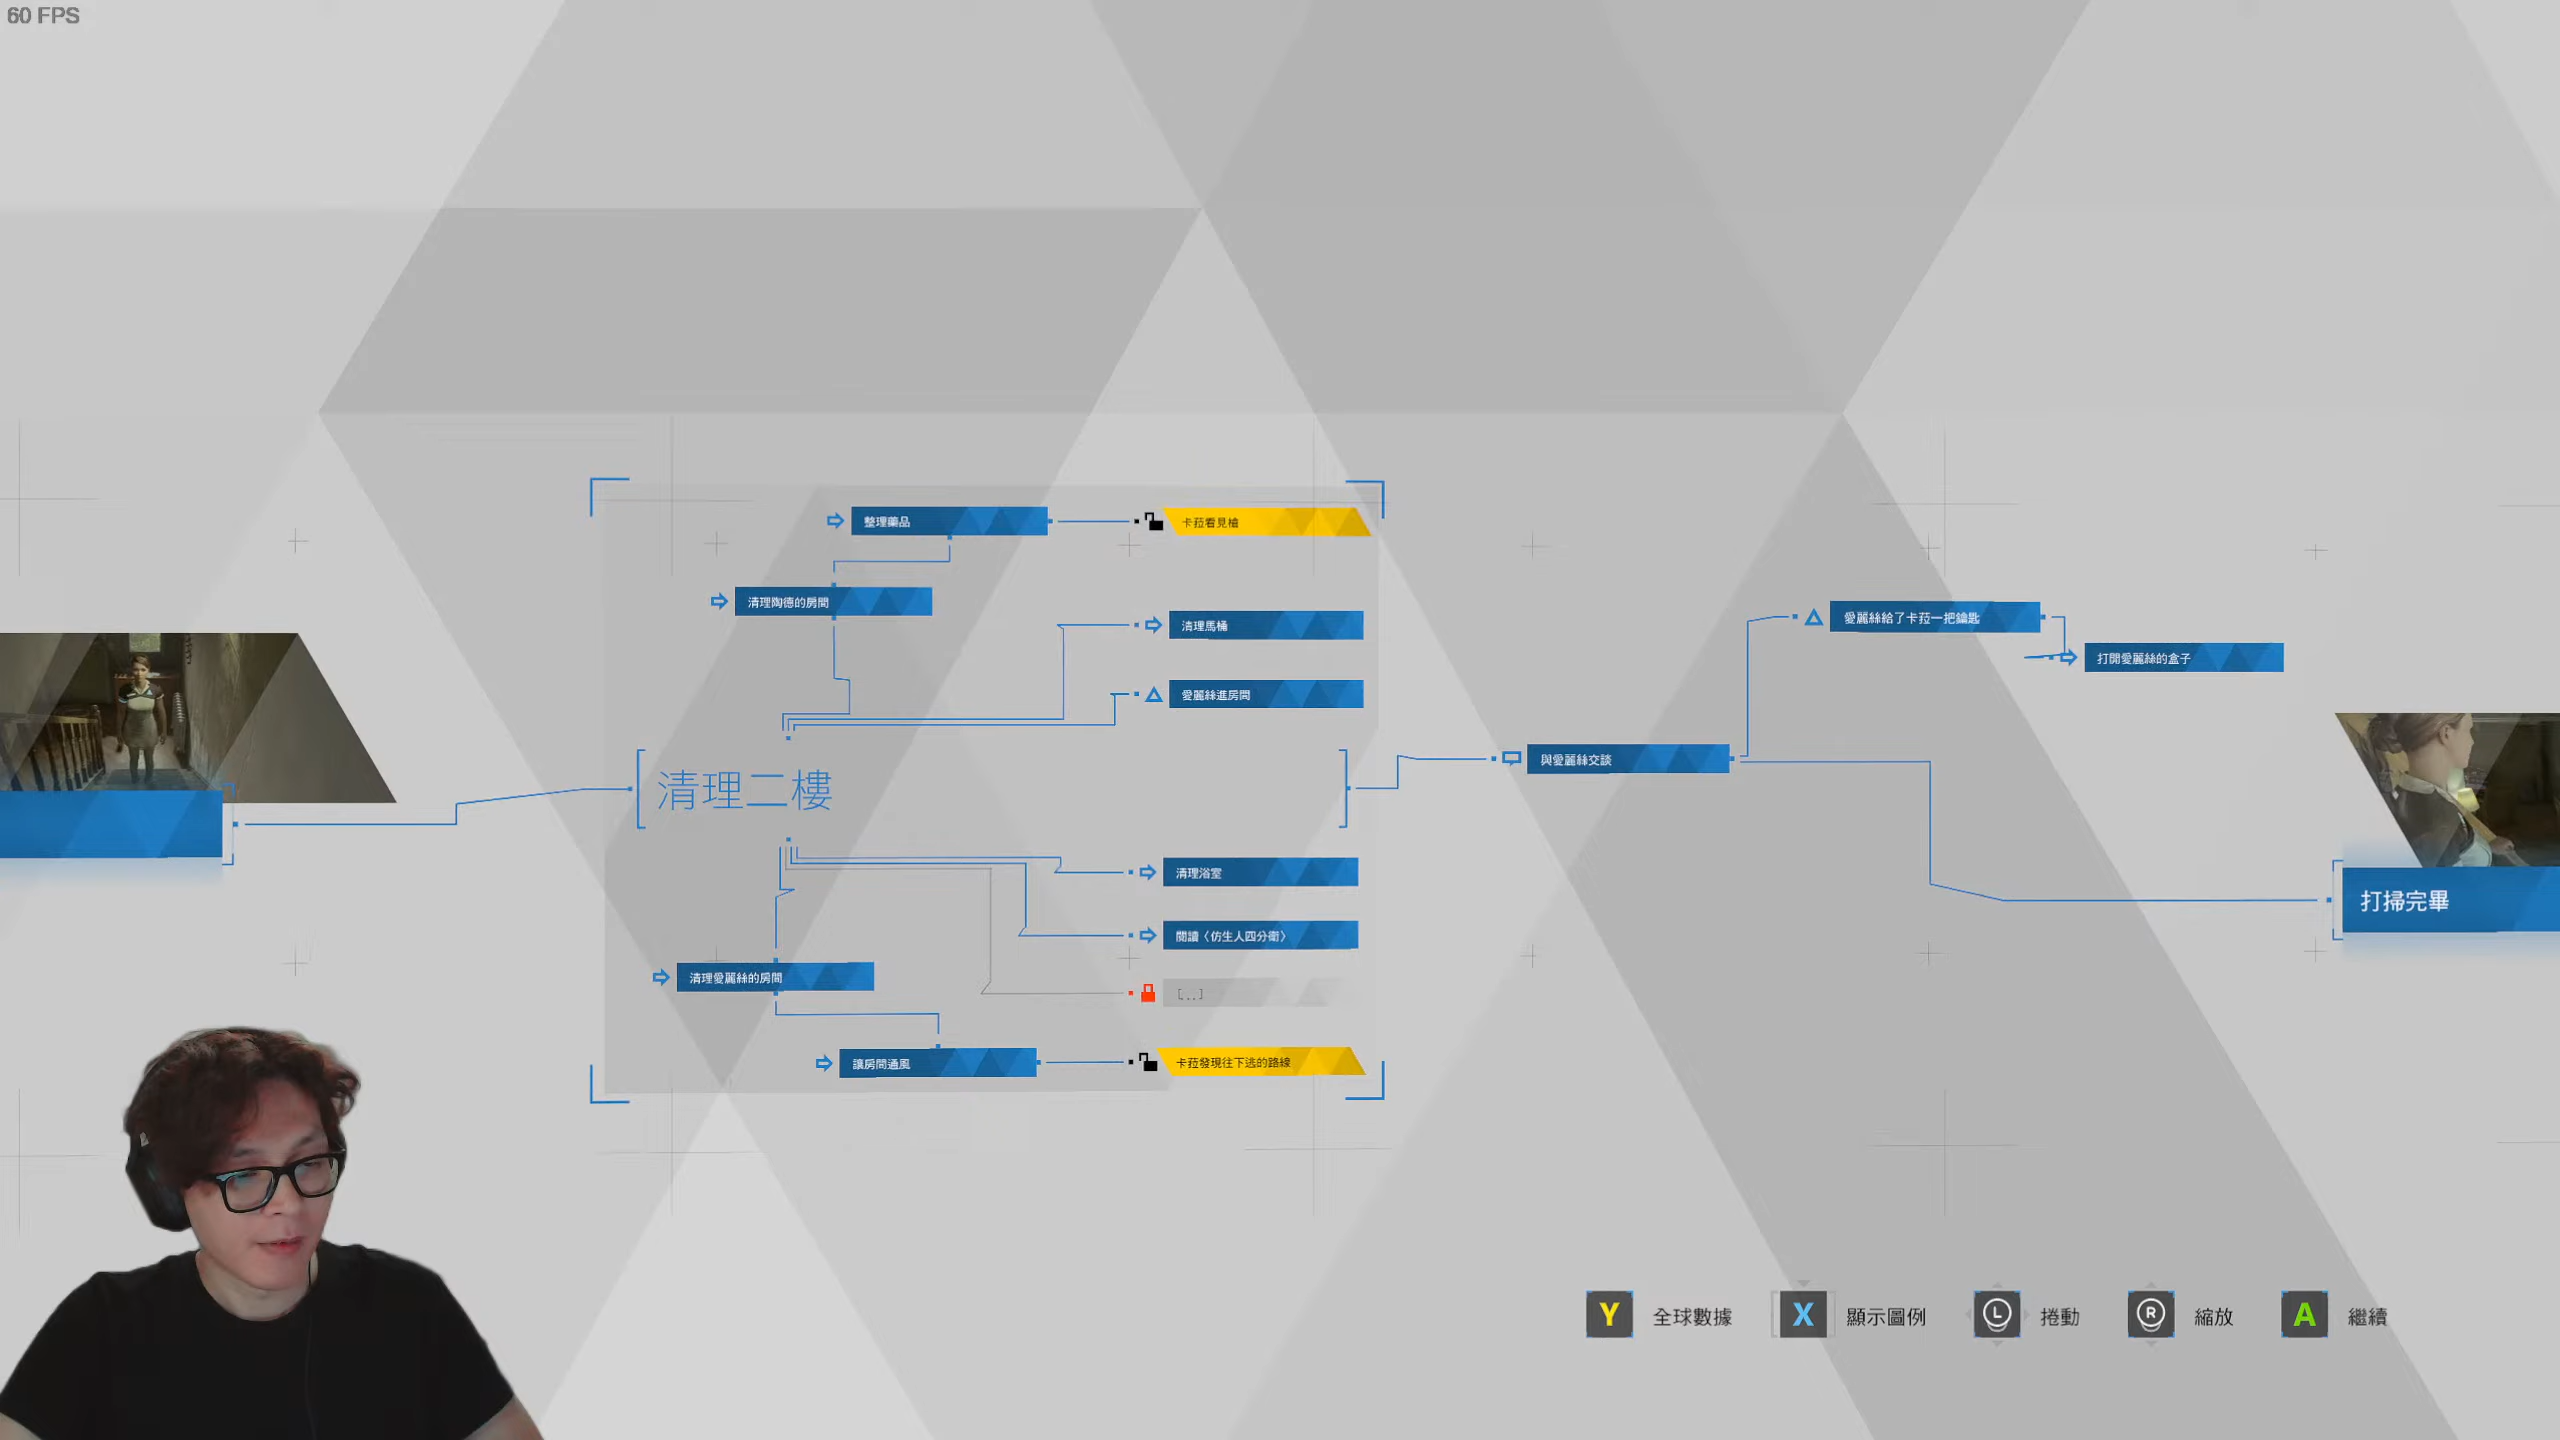 60 FPS
整理藥品
卡菈看見槍
清理陶德的房間
清理馬桶
愛麗絲進房間
愛麗絲給了卡菈一把鑰匙
打開愛麗絲的盒子
清理二樓
與愛麗絲交談
清理浴室
閱讀〈仿生人四分衛〉
打掃完畢
清理愛麗絲的房間
[...]
讓房間通風
卡菈發現往下逃的路線
Y 全球數據
X 顯示圖例
L 捲動
R 縮放
A 繼續